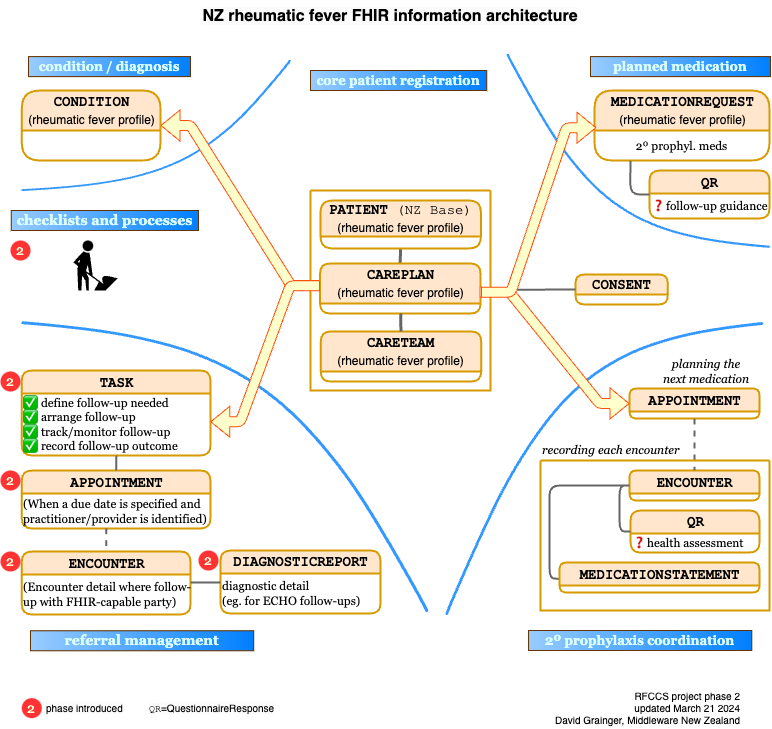 NZ rheumatic fever FHIR information architecture
condition / diagnosis
core patient registration
planned medication
CONDITION
(rheumatic fever profile)
MEDICATIONREQUEST
(rheumatic fever profile)
2º prophyl. meds
QR
❓ follow-up guidance
checklists and processes
2
PATIENT (NZ Base)
(rheumatic fever profile)
CAREPLAN
(rheumatic fever profile)
CARETEAM
(rheumatic fever profile)
CONSENT
2
TASK
✅ define follow-up needed
✅ arrange follow-up
✅ track/monitor follow-up
✅ record follow-up outcome
2
APPOINTMENT
(When a due date is specified and
practitioner/provider is identified)
2
ENCOUNTER
(Encounter detail where follow-
up with FHIR-capable party)
2
DIAGNOSTICREPORT
diagnostic detail
(eg. for ECHO follow-ups)
referral management
planning the
next medication
APPOINTMENT
recording each encounter
ENCOUNTER
QR
❓ health assessment
MEDICATIONSTATEMENT
2º prophylaxis coordination
2 phase introduced QR=QuestionnaireResponse
RFCCS project phase 2
updated March 21 2024
David Grainger, Middleware New Zealand